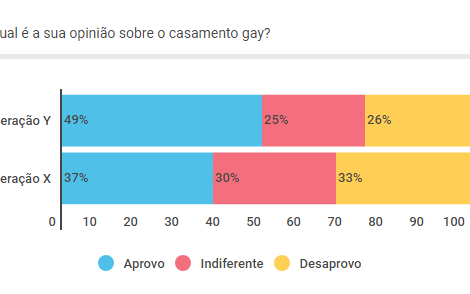 ual é a sua opinião sobre o casamento gay?
eração Y 49% 25% 26%
eração X 37% 30% 33%
0 10 20 30 40 50 60 70 80 90 100
Aprovo Indiferente Desaprovo